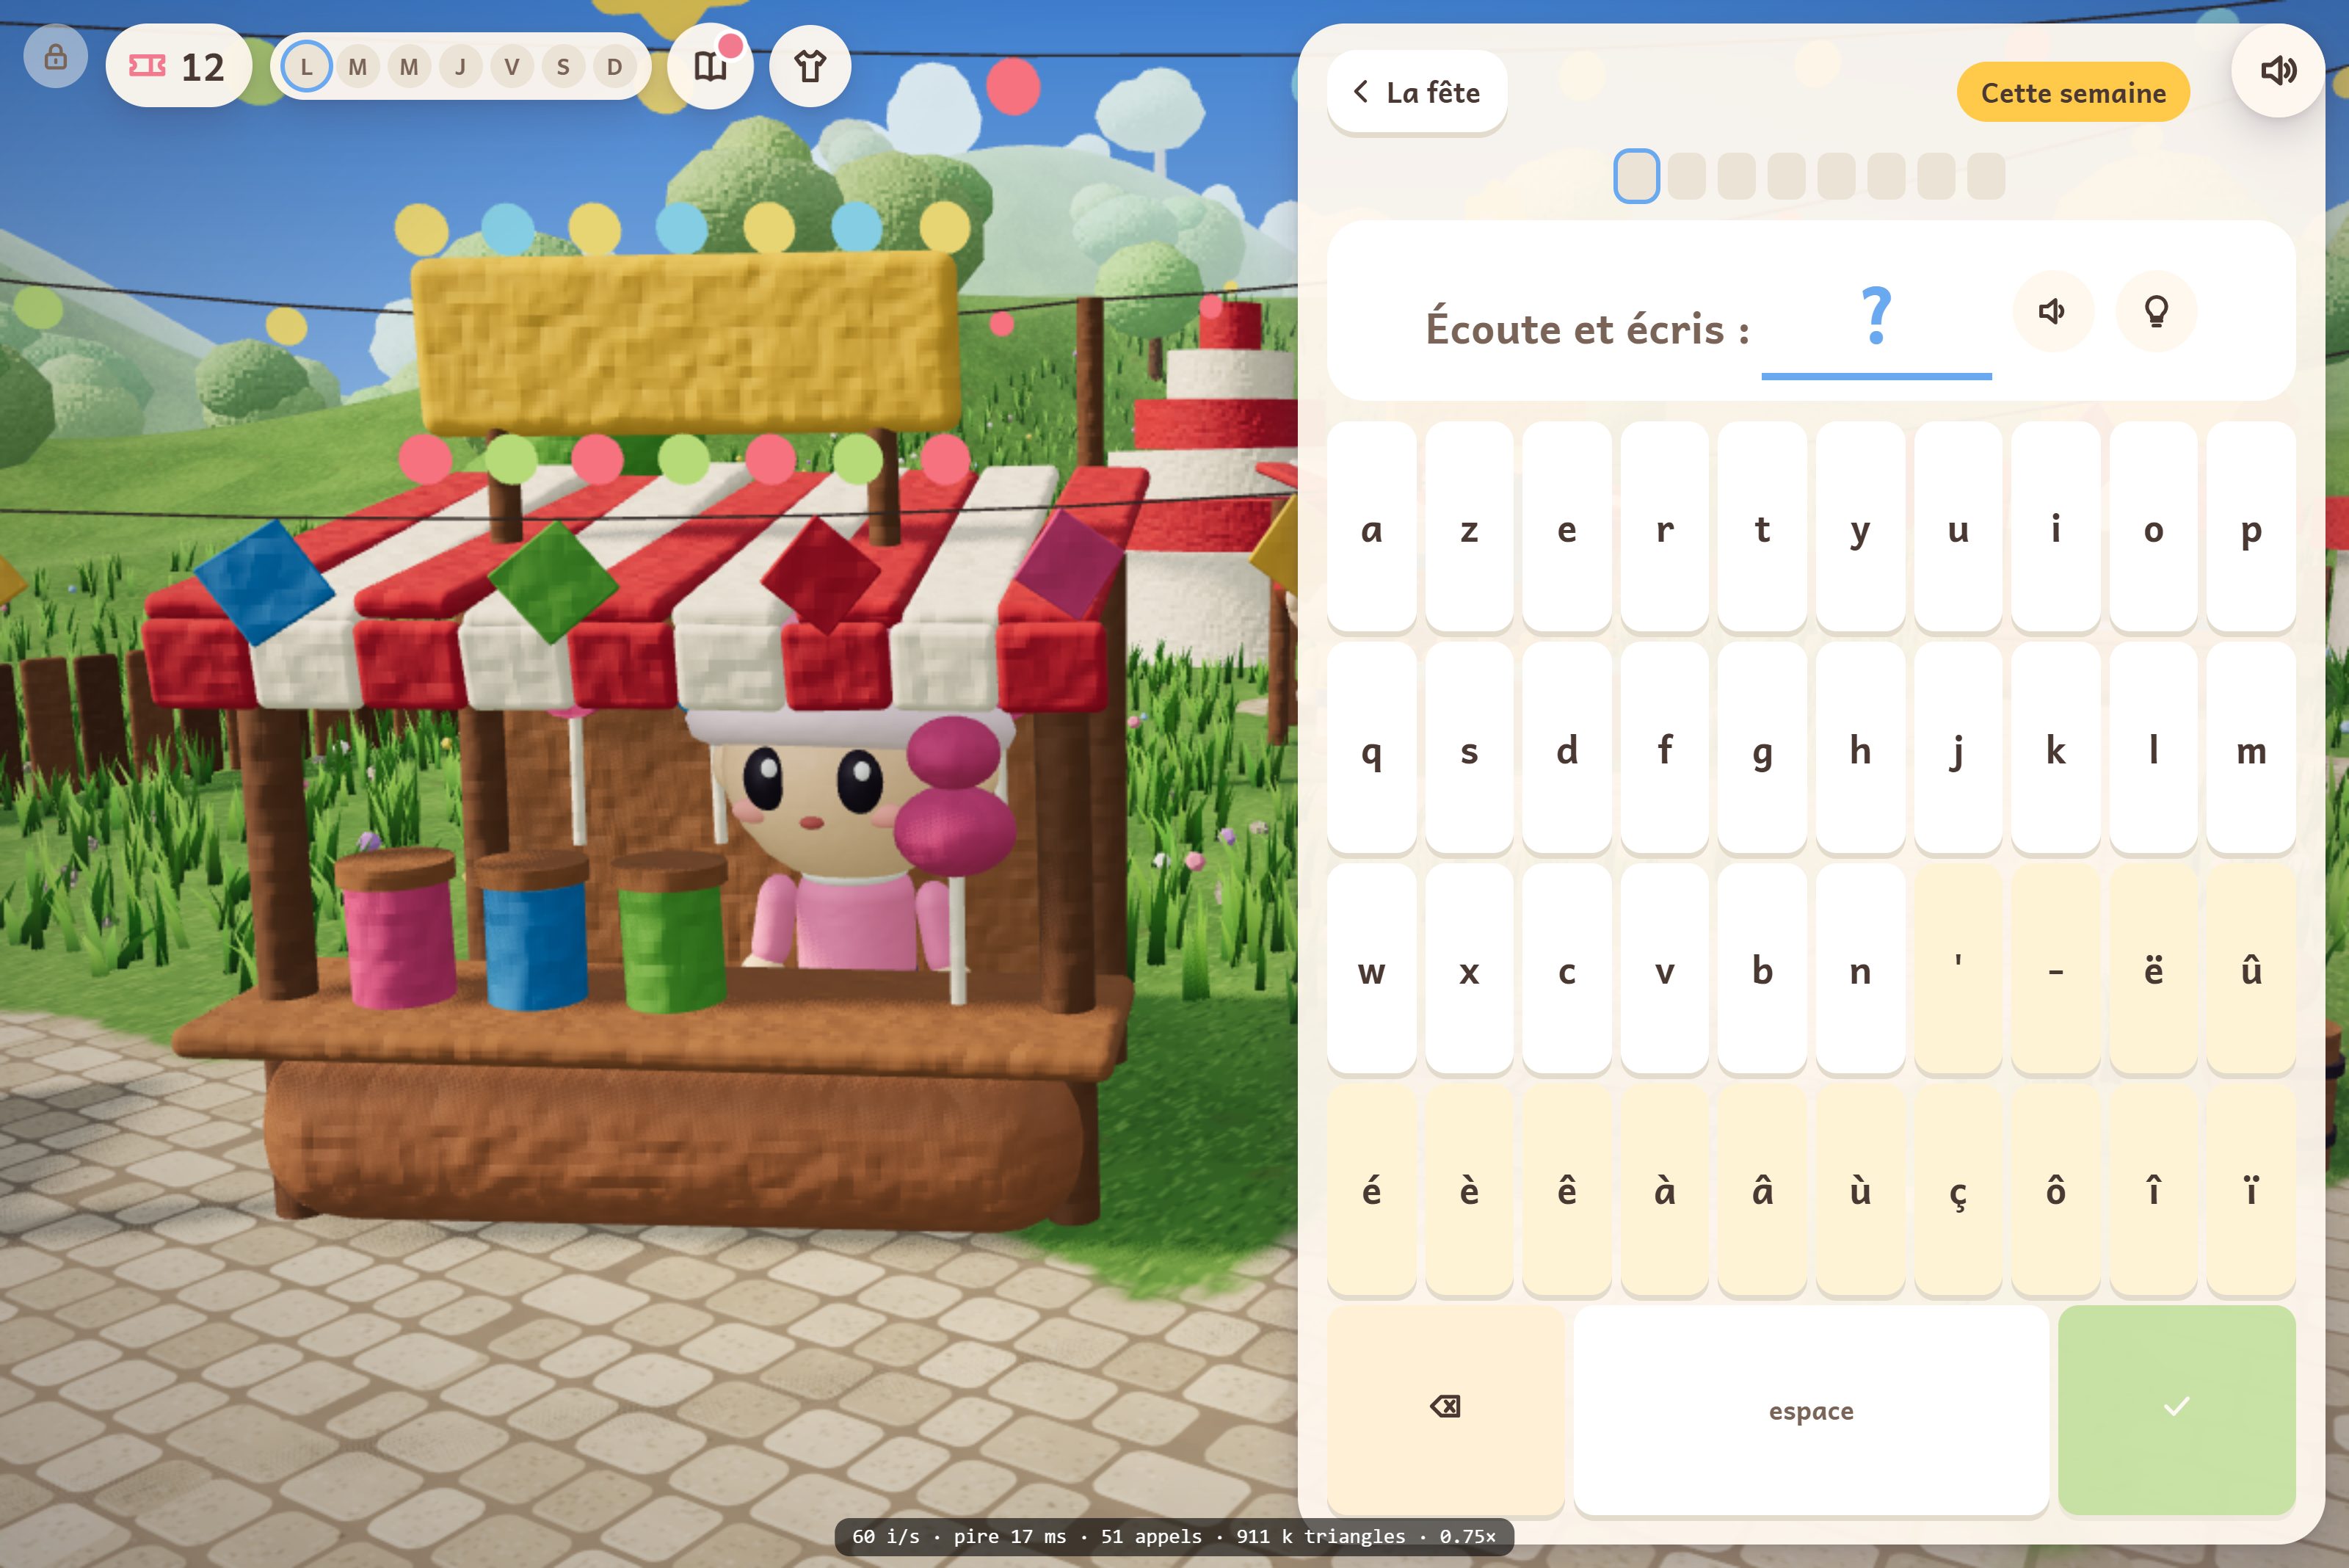 12
L M M J V S D
La fête
Cette semaine
Écoute et écris : ?
a z e r t y u i o p
q s d f g h j k l m
w x c v b n ' - ë û
é è ê à â ù ç ô î ï
espace
60 i/s · pire 17 ms · 51 appels · 911 k triangles · 0.75×